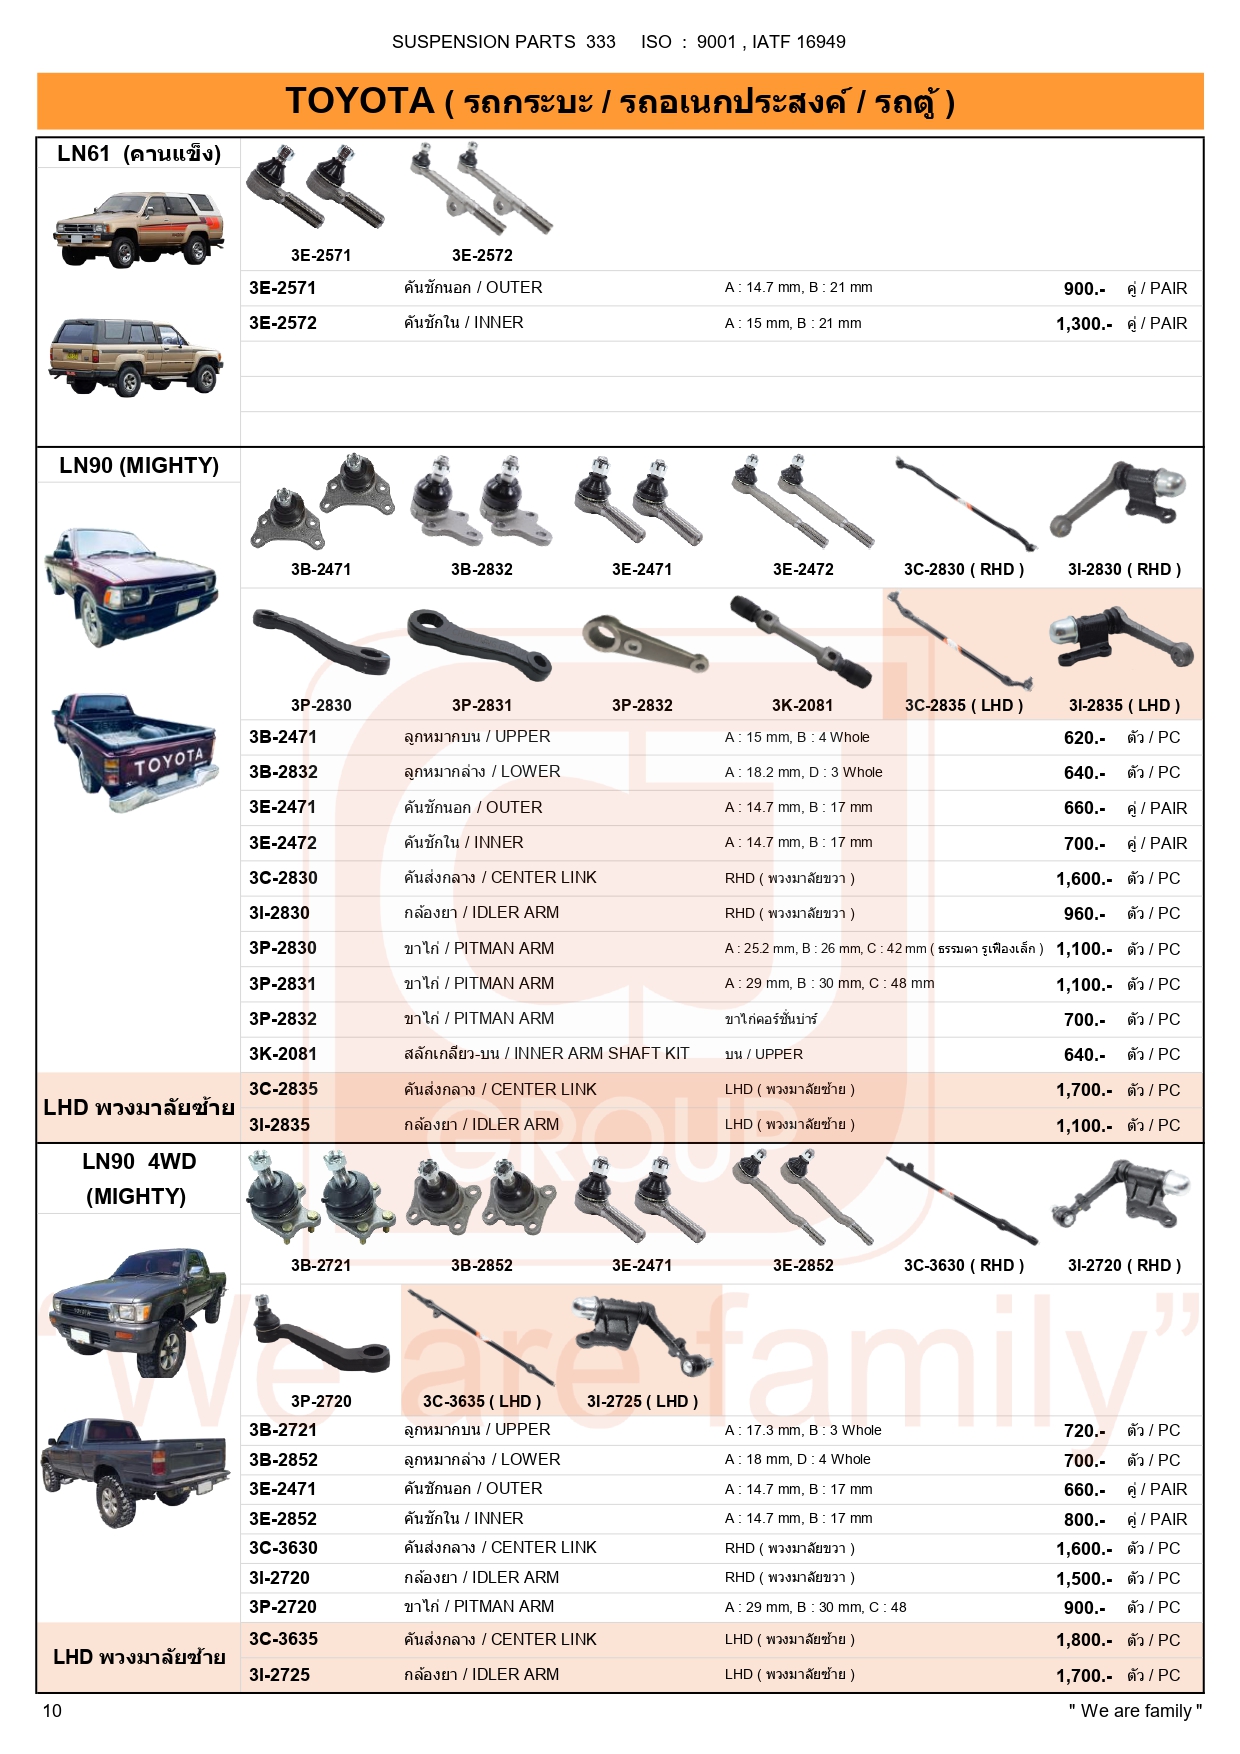 SUSPENSION PARTS 333 ISO : 9001 , IATF 16949
TOYOTA ( รถกระบะ / รถอเนกประสงค์ / รถตู้ )
LN61 (คานแข็ง)
3E-2571 3E-2572
3E-2571 คันชักนอก / OUTER A : 14.7 mm, B : 21 mm 900.- คู่ / PAIR
3E-2572 คันชักใน / INNER A : 15 mm, B : 21 mm 1,300.- คู่ / PAIR
LN90 (MIGHTY)
3B-2471 3B-2832 3E-2471 3E-2472 3C-2830 ( RHD ) 3I-2830 ( RHD )
3P-2830 3P-2831 3P-2832 3K-2081 3C-2835 ( LHD ) 3I-2835 ( LHD )
TOYOTA
3B-2471 ลูกหมากบน / UPPER A : 15 mm, B : 4 Whole 620.- ตัว / PC
3B-2832 ลูกหมากล่าง / LOWER A : 18.2 mm, D : 3 Whole 640.- ตัว / PC
3E-2471 คันชักนอก / OUTER A : 14.7 mm, B : 17 mm 660.- คู่ / PAIR
3E-2472 คันชักใน / INNER A : 14.7 mm, B : 17 mm 700.- คู่ / PAIR
3C-2830 คันส่งกลาง / CENTER LINK RHD ( พวงมาลัยขวา ) 1,600.- ตัว / PC
3I-2830 กล้องยา / IDLER ARM RHD ( พวงมาลัยขวา ) 960.- ตัว / PC
3P-2830 ขาไก่ / PITMAN ARM A : 25.2 mm, B : 26 mm, C : 42 mm ( ธรรมดา รูเฟืองเล็ก ) 1,100.- ตัว / PC
3P-2831 ขาไก่ / PITMAN ARM A : 29 mm, B : 30 mm, C : 48 mm 1,100.- ตัว / PC
3P-2832 ขาไก่ / PITMAN ARM ขาไก่คอร์ชั่นบาร์ 700.- ตัว / PC
3K-2081 สลักเกลียว-บน / INNER ARM SHAFT KIT บน / UPPER 640.- ตัว / PC
LHD พวงมาลัยซ้าย
3C-2835 คันส่งกลาง / CENTER LINK LHD ( พวงมาลัยซ้าย ) 1,700.- ตัว / PC
3I-2835 กล้องยา / IDLER ARM LHD ( พวงมาลัยซ้าย ) 1,100.- ตัว / PC
CJ
GROUP
LN90 4WD
(MIGHTY)
3B-2721 3B-2852 3E-2471 3E-2852 3C-3630 ( RHD ) 3I-2720 ( RHD )
3P-2720 3C-3635 ( LHD ) 3I-2725 ( LHD )
"We are family"
3B-2721 ลูกหมากบน / UPPER A : 17.3 mm, B : 3 Whole 720.- ตัว / PC
3B-2852 ลูกหมากล่าง / LOWER A : 18 mm, D : 4 Whole 700.- ตัว / PC
3E-2471 คันชักนอก / OUTER A : 14.7 mm, B : 17 mm 660.- คู่ / PAIR
3E-2852 คันชักใน / INNER A : 14.7 mm, B : 17 mm 800.- คู่ / PAIR
3C-3630 คันส่งกลาง / CENTER LINK RHD ( พวงมาลัยขวา ) 1,600.- ตัว / PC
3I-2720 กล้องยา / IDLER ARM RHD ( พวงมาลัยขวา ) 1,500.- ตัว / PC
3P-2720 ขาไก่ / PITMAN ARM A : 29 mm, B : 30 mm, C : 48 900.- ตัว / PC
LHD พวงมาลัยซ้าย
3C-3635 คันส่งกลาง / CENTER LINK LHD ( พวงมาลัยซ้าย ) 1,800.- ตัว / PC
3I-2725 กล้องยา / IDLER ARM LHD ( พวงมาลัยซ้าย ) 1,700.- ตัว / PC
10 " We are family "